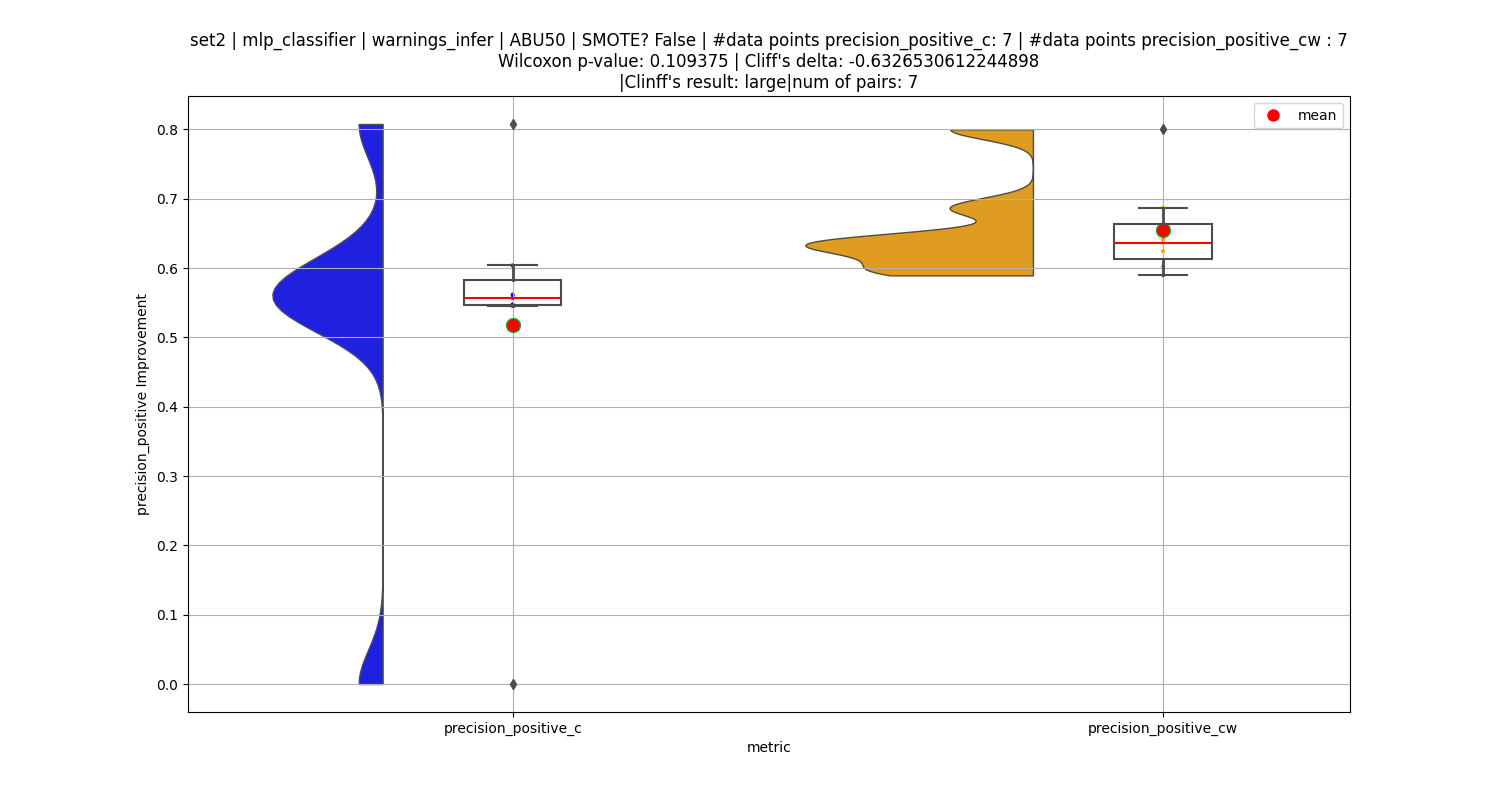 set2 | mlp_classifier | warnings_infer | ABU50 | SMOTE? False | #data points precision_positive_c: 7 | #data points precision_positive_cw : 7
Wilcoxon p-value: 0.109375 | Cliff's delta: -0.6326530612244898
|Clinff's result: large|num of pairs: 7
mean
0.8
0.7
0.6
0.5
0.4
0.3
0.2
0.1
0.0
precision_positive Improvement
precision_positive_c
precision_positive_cw
metric